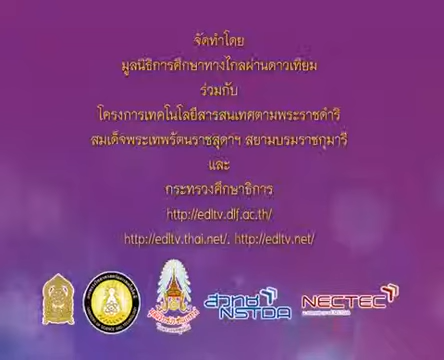 จัดทำโดย
มูลนิธิการศึกษาทางไกลผ่านดาวเทียม
ร่วมกับ
โครงการเทคโนโลยีสารสนเทศตามพระราชดำริ
สมเด็จพระเทพรัตนราชสุดาฯ สยามบรมราชกุมารี
และ
กระทรวงศึกษาธิการ
http://edltv.dlf.ac.th/
http://edltv.thai.net/, http://edltv.net/
สวทช NSTDA
NECTEC